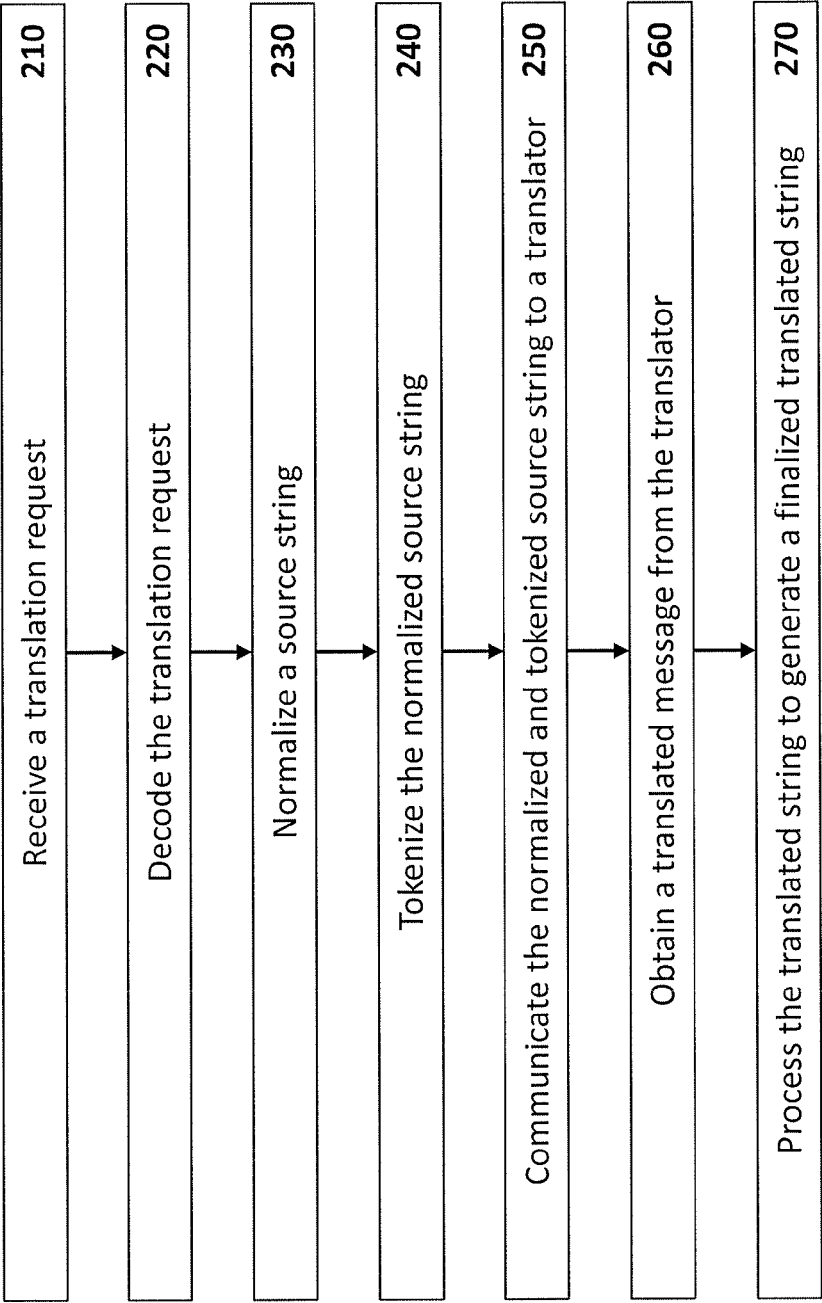 Receive a translation request 210
Decode the translation request 220
Normalize a source string 230
Tokenize the normalized source string 240
Communicate the normalized and tokenized source string to a translator 250
Obtain a translated message from the translator 260
Process the translated string to generate a finalized translated string 270